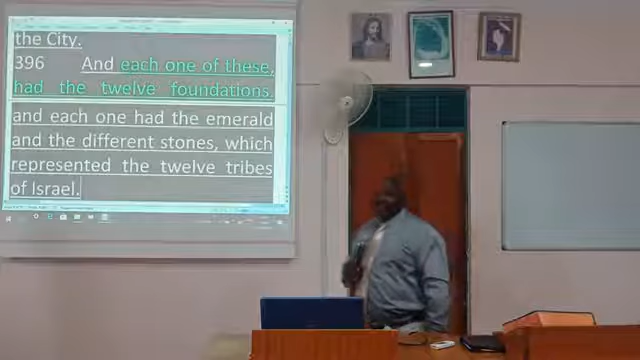 the City.
396 And each one of these,
had the twelve foundations.
and each one had the emerald
and the different stones, which
represented the twelve tribes
of Israel.